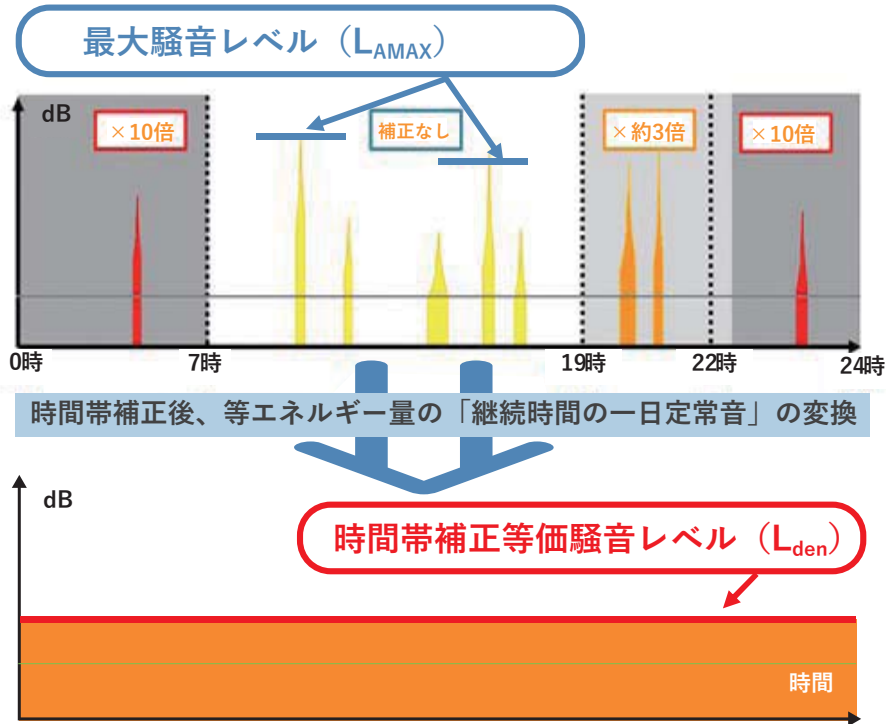 最大騒音レベル（LAMAX）
dB
×10倍
補正なし
×約3倍
×10倍
0時
7時
19時
22時
24時
時間帯補正後、等エネルギー量の「継続時間の一日定常音」の変換
dB
時間帯補正等価騒音レベル（Lden）
時間